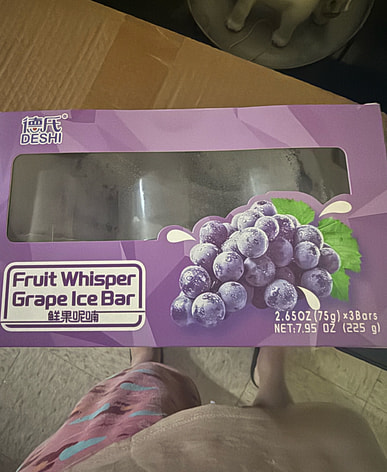 德氏
DESHI
Fruit Whisper
Grape Ice Bar
鲜果呢喃
2.65OZ (75g) x3Bars
NET:7.95 OZ (225 g)